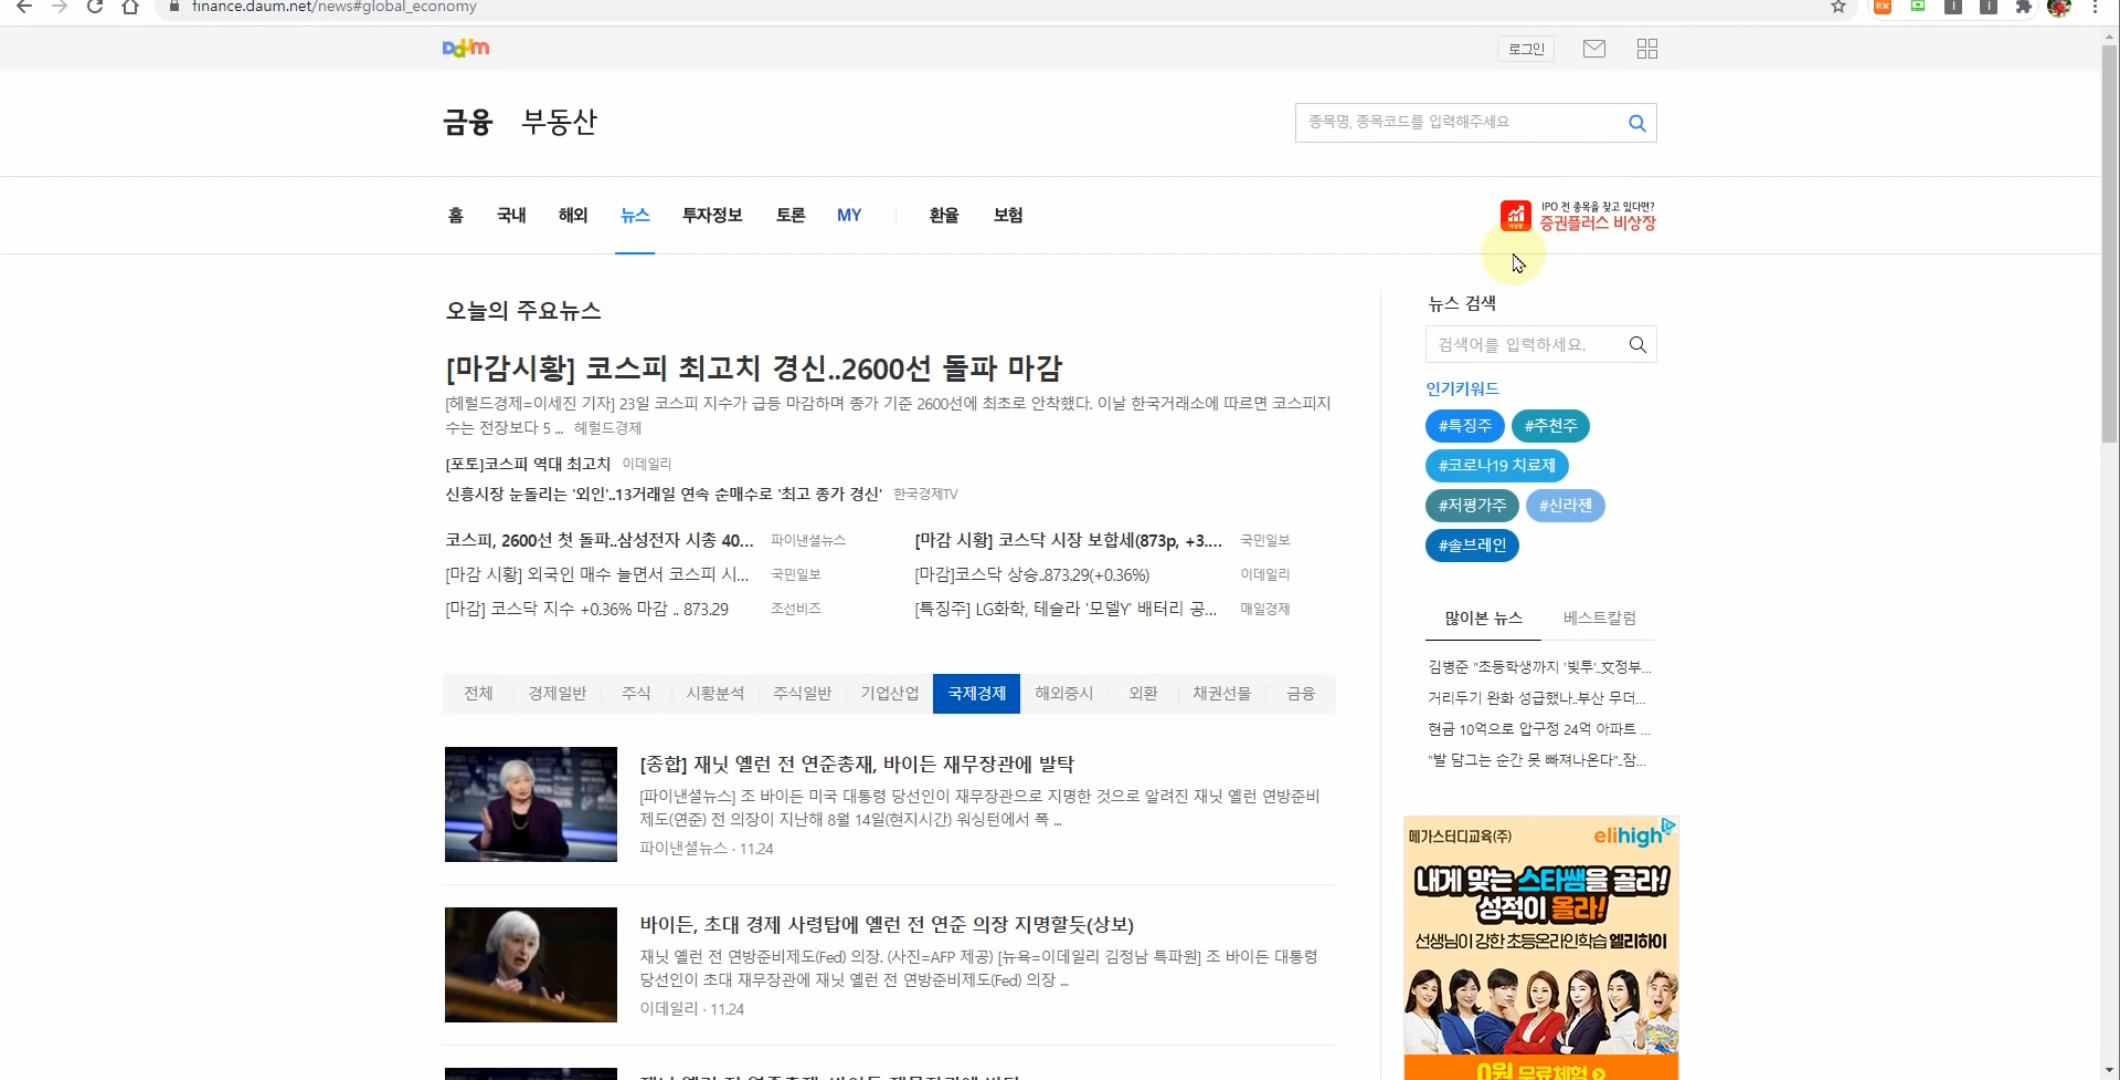 finance.daum.net/news#global_economy
Daum
로그인
금융 부동산
종목명, 종목코드를 입력해주세요
홈 국내 해외 뉴스 투자정보 토론 MY 환율 보험
IPO 전 종목을 찾고 있다면?
증권플러스 비상장
오늘의 주요뉴스
[마감시황] 코스피 최고치 경신..2600선 돌파 마감
[헤럴드경제=이세진 기자] 23일 코스피 지수가 급등 마감하며 종가 기준 2600선에 최초로 안착했다. 이날 한국거래소에 따르면 코스피지
수는 전장보다 5 ... 헤럴드경제
[포토]코스피 역대 최고치 이데일리
신흥시장 눈돌리는 '외인'..13거래일 연속 순매수로 '최고 종가 경신' 한국경제TV
코스피, 2600선 첫 돌파..삼성전자 시총 40... 파이낸셜뉴스
[마감 시황] 코스닥 시장 보합세(873p, +3.... 국민일보
[마감 시황] 외국인 매수 늘면서 코스피 시... 국민일보
[마감]코스닥 상승..873.29(+0.36%) 이데일리
[마감] 코스닥 지수 +0.36% 마감 .. 873.29 조선비즈
[특징주] LG화학, 테슬라 '모델Y' 배터리 공... 매일경제
전체 경제일반 주식 시황분석 주식일반 기업산업 국제경제 해외증시 외환 채권선물 금융
[종합] 재닛 옐런 전 연준총재, 바이든 재무장관에 발탁
[파이낸셜뉴스] 조 바이든 미국 대통령 당선인이 재무장관으로 지명한 것으로 알려진 재닛 옐런 연방준비
제도(연준) 전 의장이 지난해 8월 14일(현지시간) 워싱턴에서 폭 ...
파이낸셜뉴스 · 11.24
바이든, 초대 경제 사령탑에 옐런 전 연준 의장 지명할듯(상보)
재닛 옐런 전 연방준비제도(Fed) 의장. (사진=AFP 제공) [뉴욕=이데일리 김정남 특파원] 조 바이든 대통령
당선인이 초대 재무장관에 재닛 옐런 전 연방준비제도(Fed) 의장 ...
이데일리 · 11.24
뉴스 검색
검색어를 입력하세요.
인기키워드
#특징주 #추천주
#코로나19 치료제
#저평가주 #신라젠
#솔브레인
많이본 뉴스 베스트칼럼
김병준 "초등학생까지 '빚투'..文정부...
거리두기 완화 성급했나..부산 무더...
현금 10억으로 압구정 24억 아파트 ...
"발 담그는 순간 못 빠져나온다"..잠...
메가스터디교육(주) elihigh
내게 맞는 스타쌤을 골라!
성적이 올라!
선생님이 강한 초등온라인학습 엘리하이
0원 무료체험